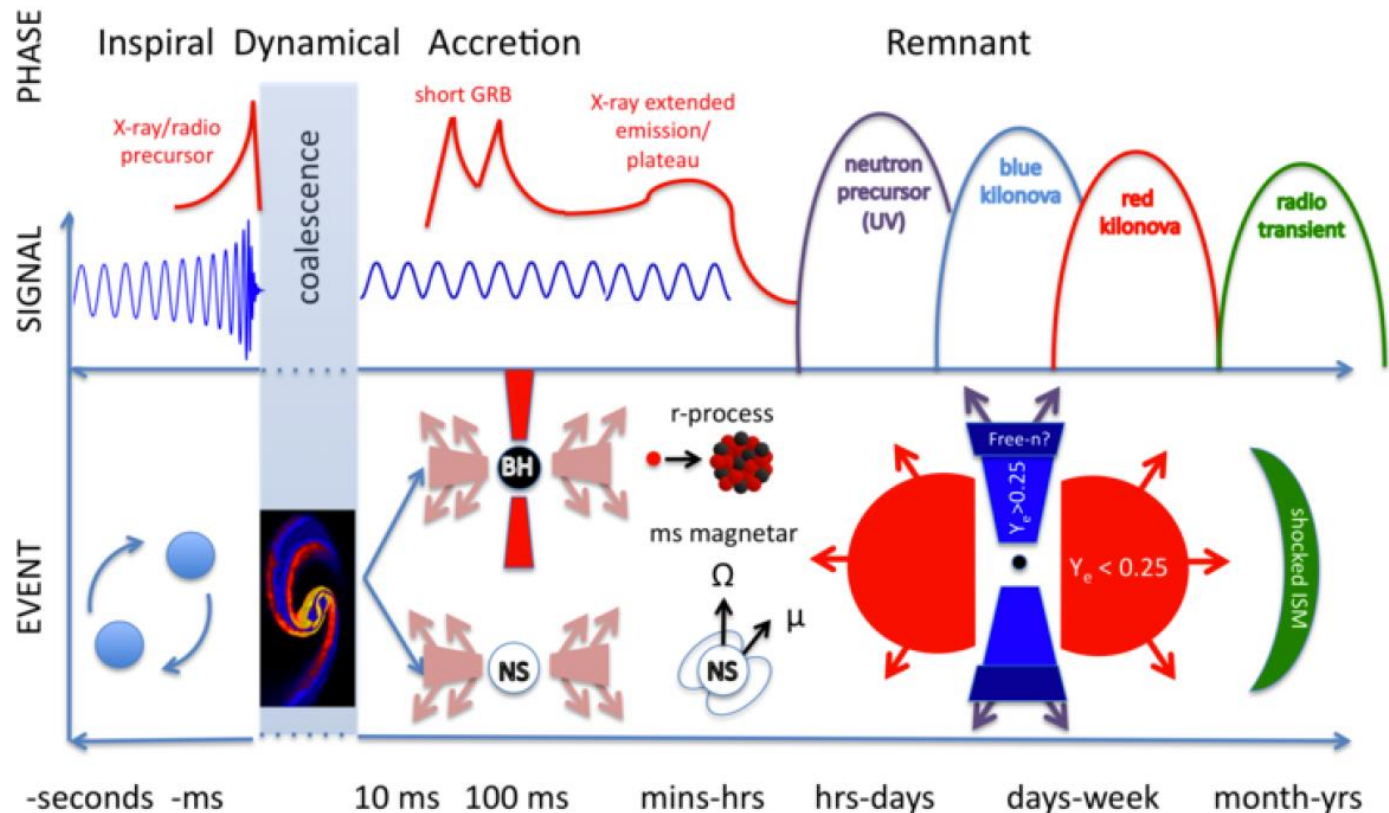 PHASE
Inspiral Dynamical Accretion Remnant
SIGNAL
X-ray/radio
precursor
coalescence
short GRB
X-ray extended
emission/
plateau
neutron
precursor
(UV)
blue
kilonova
red
kilonova
radio
transient
EVENT
BH
NS
r-process
ms magnetar
Ω
μ
NS
Free-n?
Yₑ>0.25
Yₑ < 0.25
shocked ISM
-seconds -ms 10 ms 100 ms mins-hrs hrs-days days-week month-yrs